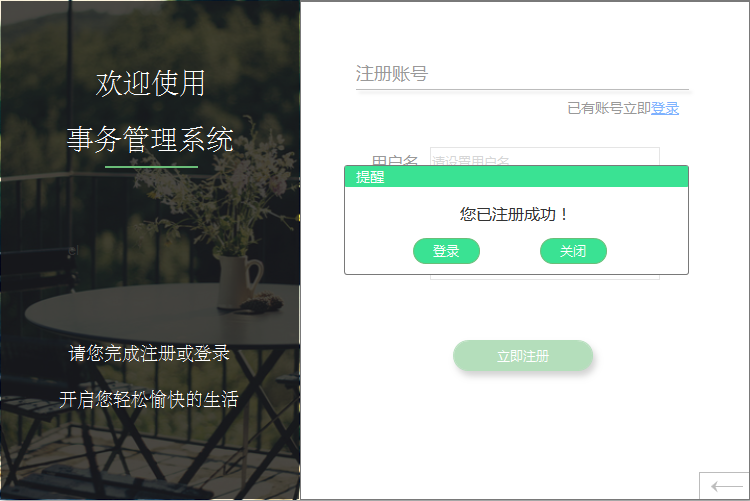 欢迎使用
事务管理系统
请您完成注册或登录
开启您轻松愉快的生活
注册账号
已有账号立即登录
用户名
请设置用户名
提醒
您已注册成功！
登录
关闭
立即注册